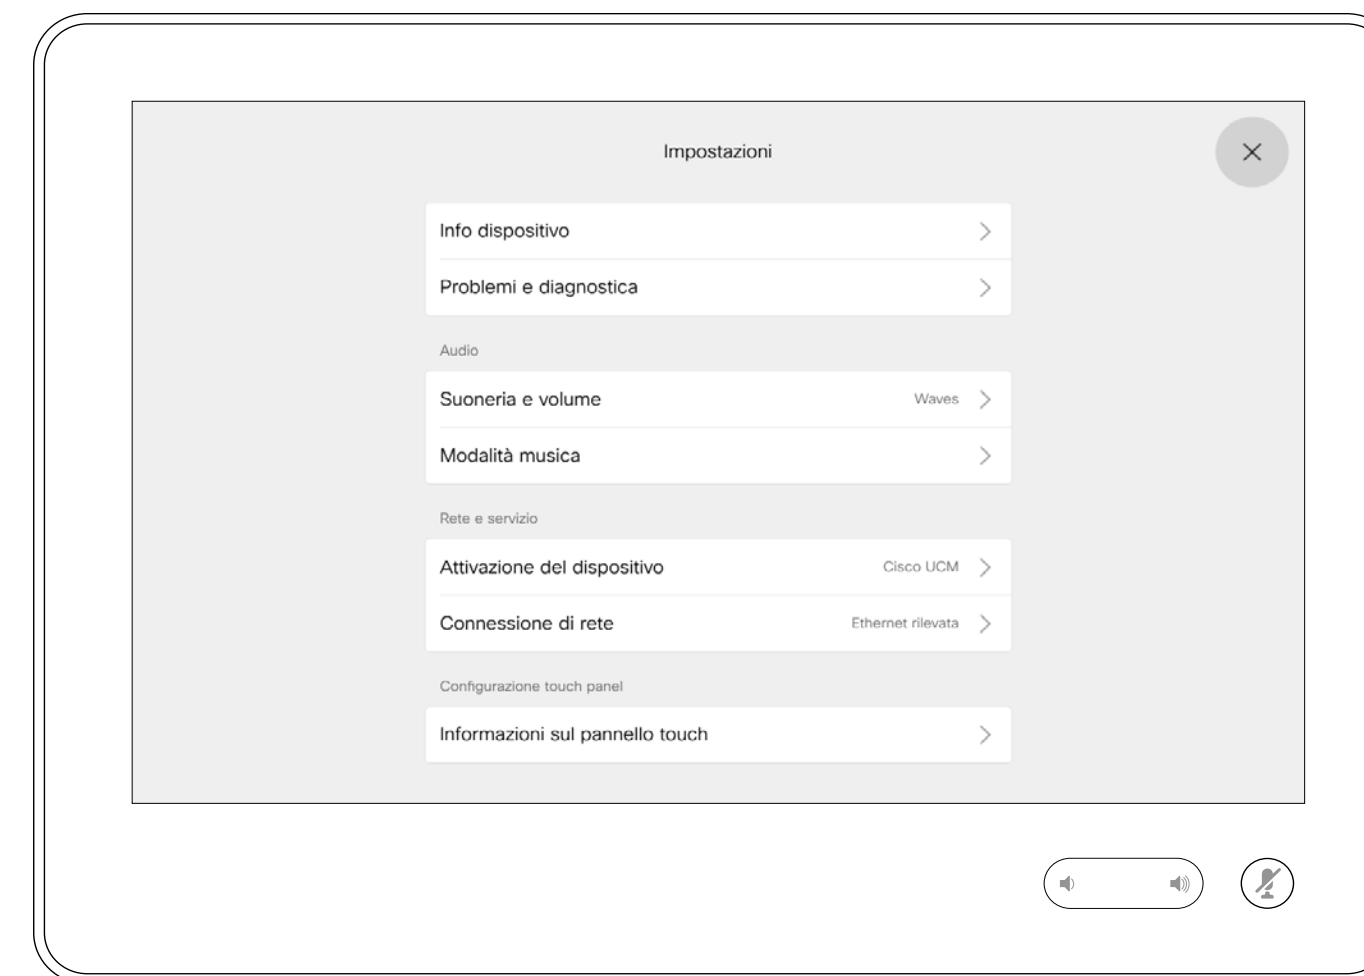 Impostazioni
Info dispositivo
Problemi e diagnostica
Audio
Suoneria e volume Waves
Modalità musica
Rete e servizio
Attivazione del dispositivo Cisco UCM
Connessione di rete Ethernet rilevata
Configurazione touch panel
Informazioni sul pannello touch